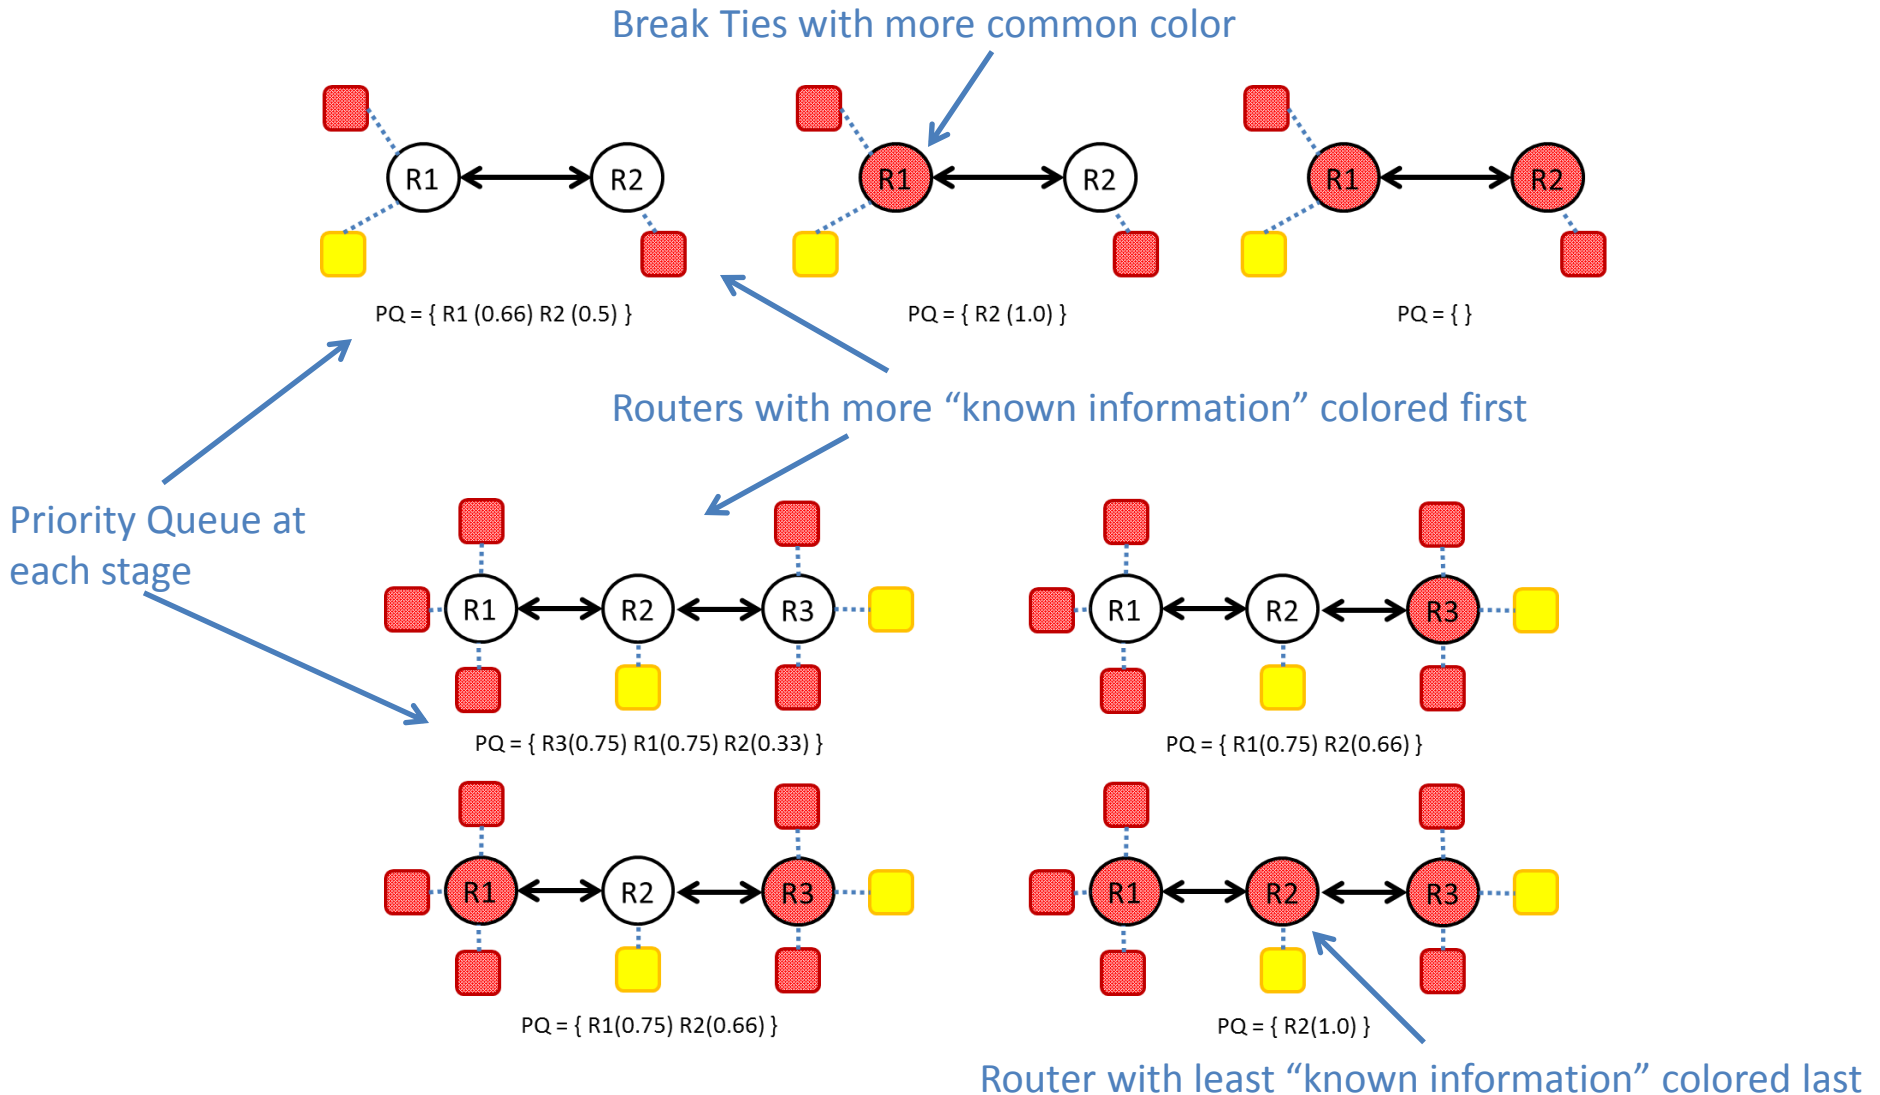 Break Ties with more common color
R1
R2
R1
R2
R1
R2
PQ = { R1 (0.66) R2 (0.5) }
PQ = { R2 (1.0) }
PQ = { }
Routers with more “known information” colored first
Priority Queue at
each stage
R1
R2
R3
R1
R2
R3
PQ = { R3(0.75) R1(0.75) R2(0.33) }
PQ = { R1(0.75) R2(0.66) }
R1
R2
R3
R1
R2
R3
PQ = { R1(0.75) R2(0.66) }
PQ = { R2(1.0) }
Router with least “known information” colored last